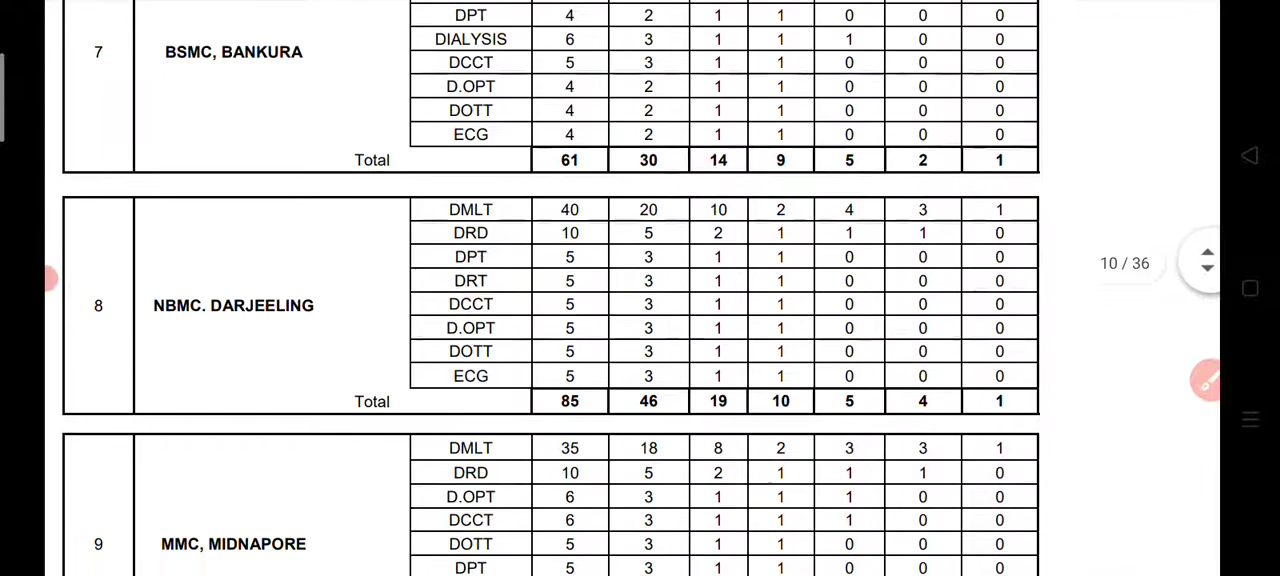 DPT 4 2 1 1 0 0 0
DIALYSIS 6 3 1 1 1 0 0
7 BSMC, BANKURA DCCT 5 3 1 1 0 0 0
D.OPT 4 2 1 1 0 0 0
DOTT 4 2 1 1 0 0 0
ECG 4 2 1 1 0 0 0
Total 61 30 14 9 5 2 1
DMLT 40 20 10 2 4 3 1
DRD 10 5 2 1 1 1 0
DPT 5 3 1 1 0 0 0
DRT 5 3 1 1 0 0 0
8 NBMC. DARJEELING DCCT 5 3 1 1 0 0 0
D.OPT 5 3 1 1 0 0 0
DOTT 5 3 1 1 0 0 0
ECG 5 3 1 1 0 0 0
Total 85 46 19 10 5 4 1
DMLT 35 18 8 2 3 3 1
DRD 10 5 2 1 1 1 0
D.OPT 6 3 1 1 1 0 0
DCCT 6 3 1 1 1 0 0
9 MMC, MIDNAPORE DOTT 5 3 1 1 0 0 0
DPT 5 3 1 1 0 0 0
10 / 36